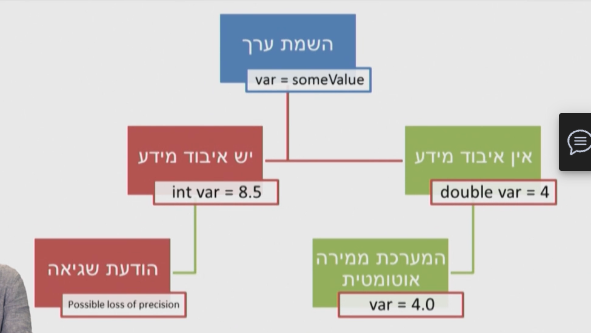 השמת ערך
var = someValue
יש איבוד מידע
int var = 8.5
אין איבוד מידע
double var = 4
הודעת שגיאה
Possible loss of precision
המערכת ממירה
אוטומטית
var = 4.0